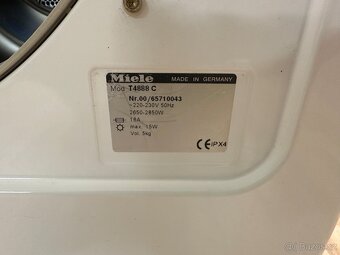 Miele MADE IN GERMANY
Mod. T4888 C
Nr.00/65710043
~220-230V 50Hz
2650-2850W
16A
max. 15W
Vol. 5kg
CE IPX4